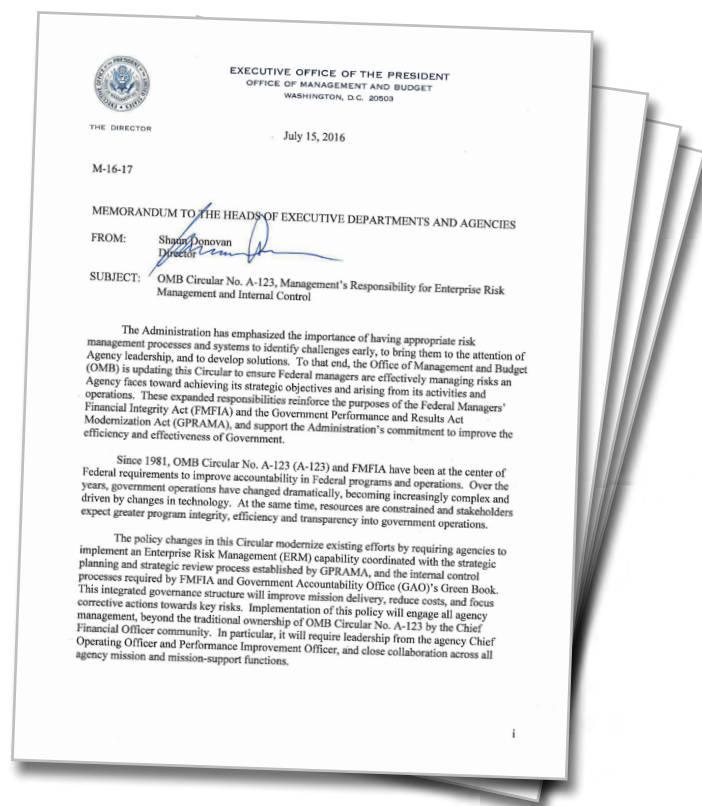 EXECUTIVE OFFICE OF THE PRESIDENT
OFFICE OF MANAGEMENT AND BUDGET
WASHINGTON, D.C. 20503
THE DIRECTOR
July 15, 2016
M-16-17
MEMORANDUM TO THE HEADS OF EXECUTIVE DEPARTMENTS AND AGENCIES
FROM: Shaun Donovan
Director
SUBJECT: OMB Circular No. A-123, Management's Responsibility for Enterprise Risk
Management and Internal Control
The Administration has emphasized the importance of having appropriate risk
management processes and systems to identify challenges early, to bring them to the attention of
Agency leadership, and to develop solutions. To that end, the Office of Management and Budget
(OMB) is updating this Circular to ensure Federal managers are effectively managing risks an
Agency faces toward achieving its strategic objectives and arising from its activities and
operations. These expanded responsibilities reinforce the purposes of the Federal Managers'
Financial Integrity Act (FMFIA) and the Government Performance and Results Act
Modernization Act (GPRAMA), and support the Administration's commitment to improve the
efficiency and effectiveness of Government.
Since 1981, OMB Circular No. A-123 (A-123) and FMFIA have been at the center of
Federal requirements to improve accountability in Federal programs and operations. Over the
years, government operations have changed dramatically, becoming increasingly complex and
driven by changes in technology. At the same time, resources are constrained and stakeholders
expect greater program integrity, efficiency and transparency into government operations.
The policy changes in this Circular modernize existing efforts by requiring agencies to
implement an Enterprise Risk Management (ERM) capability coordinated with the strategic
planning and strategic review process established by GPRAMA, and the internal control
processes required by FMFIA and Government Accountability Office (GAO)'s Green Book.
This integrated governance structure will improve mission delivery, reduce costs, and focus
corrective actions towards key risks. Implementation of this policy will engage all agency
management, beyond the traditional ownership of OMB Circular No. A-123 by the Chief
Financial Officer community. In particular, it will require leadership from the agency Chief
Operating Officer and Performance Improvement Officer, and close collaboration across all
agency mission and mission-support functions.
i